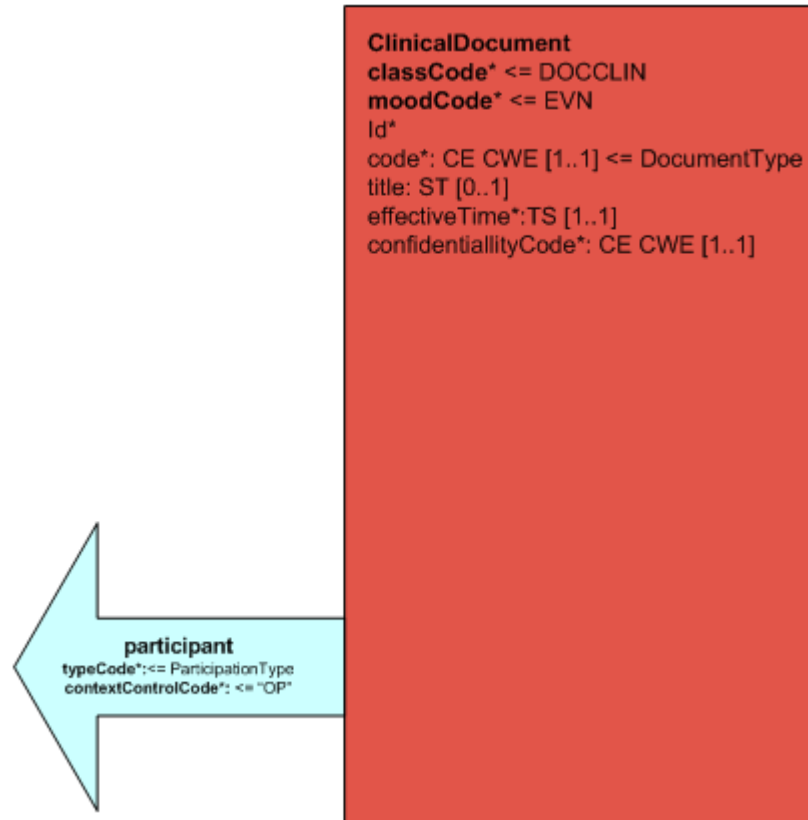 ClinicalDocument
classCode* <= DOCCLIN
moodCode* <= EVN
Id*
code*: CE CWE [1..1] <= DocumentType
title: ST [0..1]
effectiveTime*:TS [1..1]
confidentiallityCode*: CE CWE [1..1]
participant
typeCode*:<= ParticipationType
contextControlCode*: <= "OP"